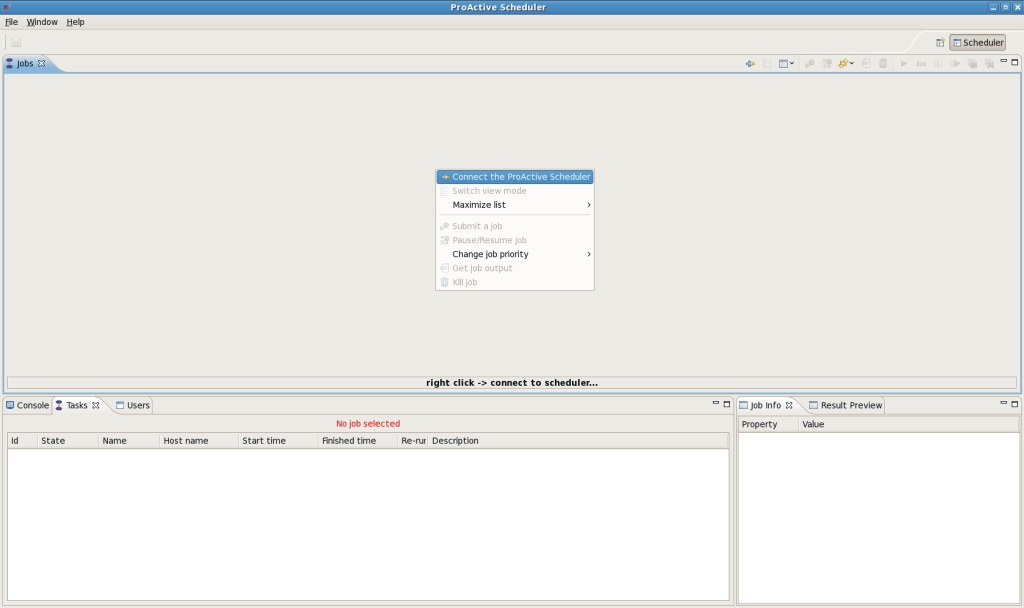 ProActive Scheduler
File Window Help
Scheduler
Jobs
Connect the ProActive Scheduler
Switch view mode
Maximize list
Submit a job
Pause/Resume job
Change job priority
Get job output
Kill job
right click -> connect to scheduler...
Console Tasks Users
No job selected
Id State Name Host name Start time Finished time Re-rur Description
Job Info Result Preview
Property Value